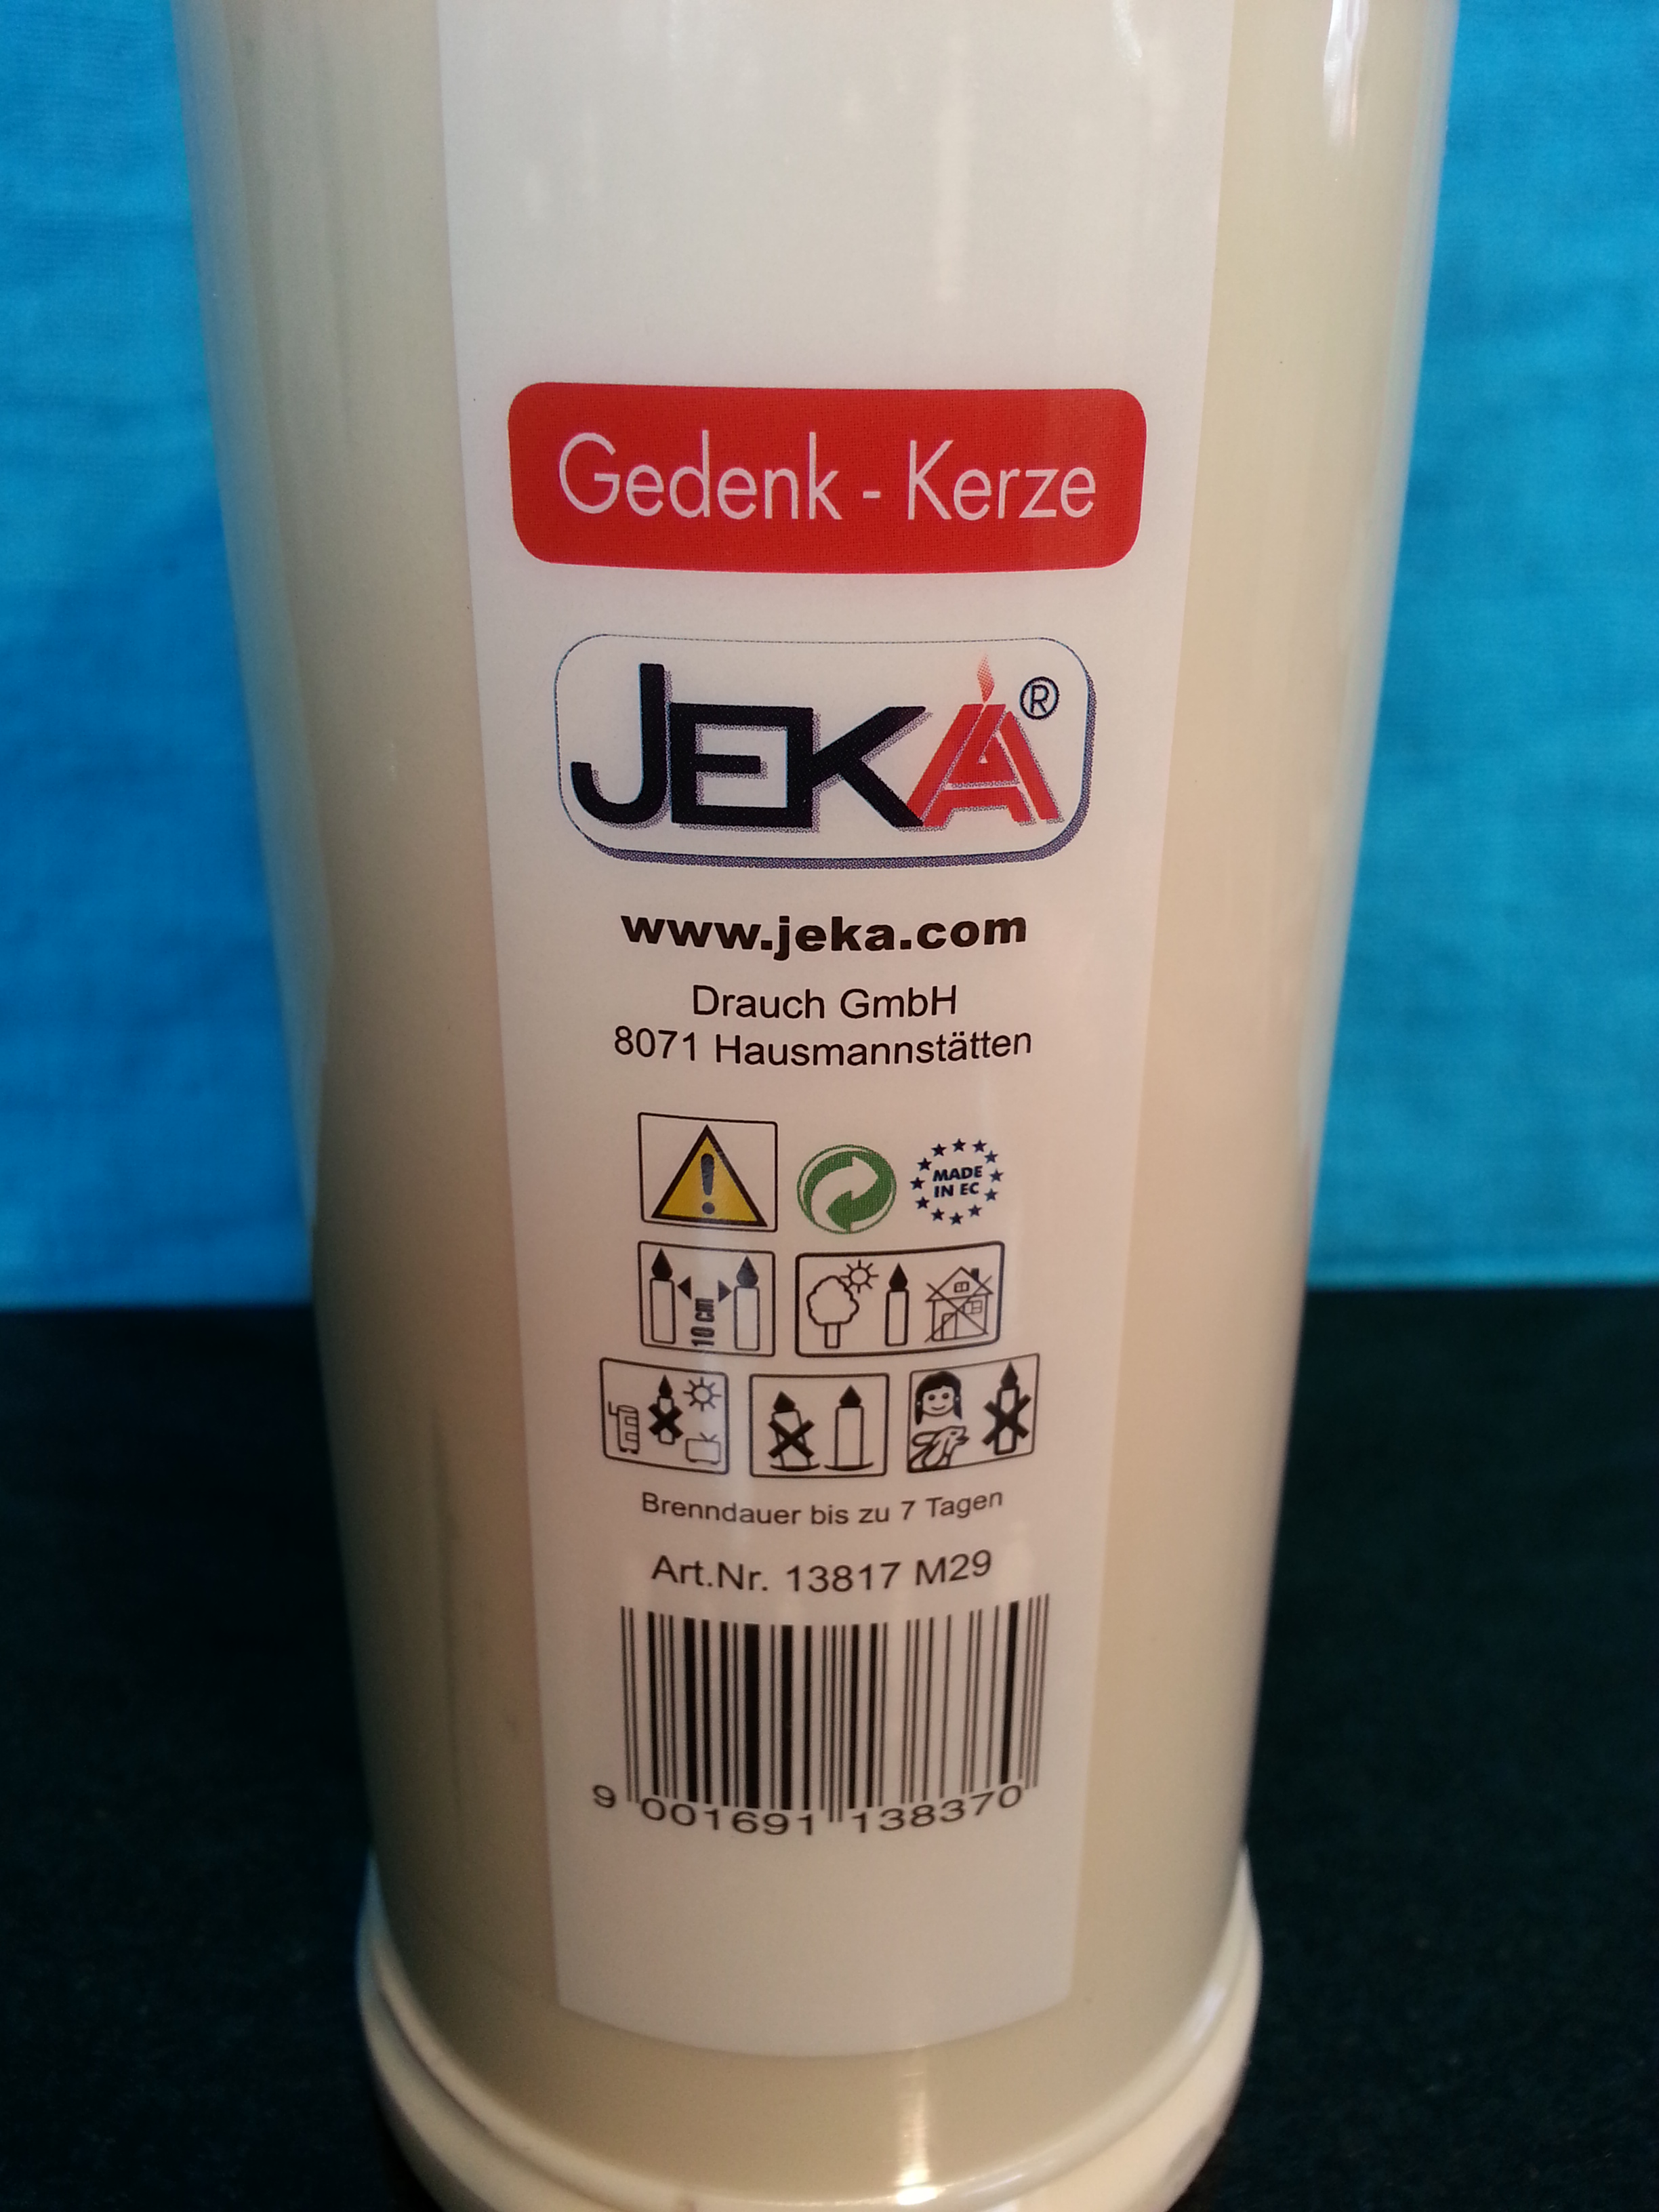 Gedenk - Kerze
JEKA®
www.jeka.com
Drauch GmbH
8071 Hausmannstätten
MADE
IN EC
10 cm
Brenndauer bis zu 7 Tagen
Art.Nr. 13817 M29
9 001691 138370